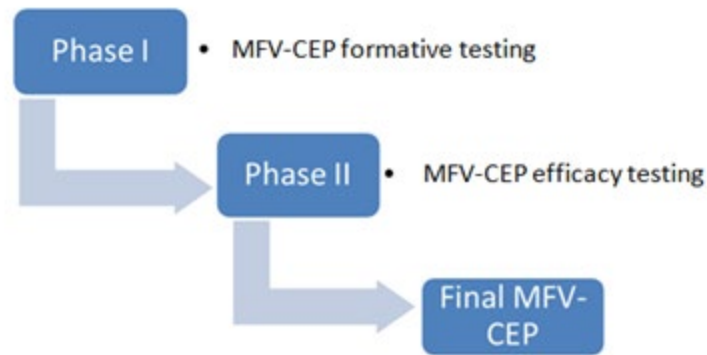 Phase I
• MFV-CEP formative testing
Phase II
• MFV-CEP efficacy testing
Final MFV-
CEP